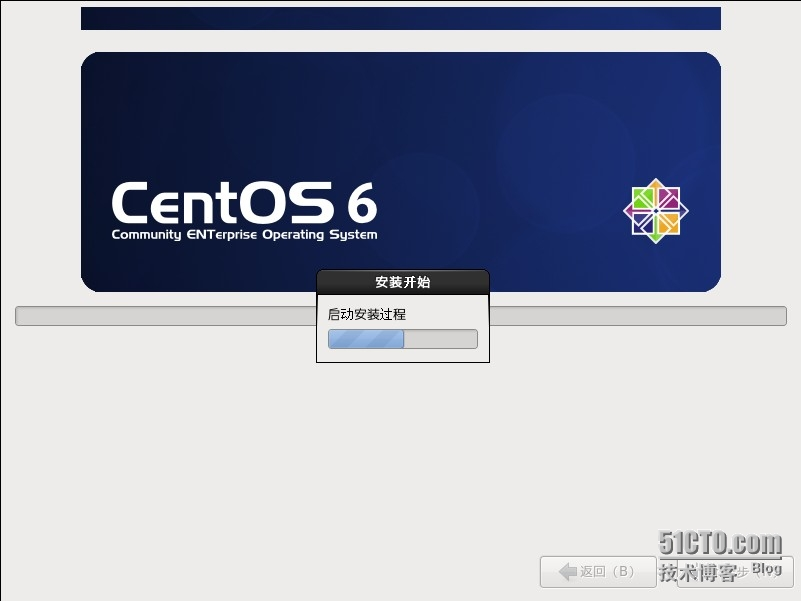 CentOS 6
Community ENTerprise Operating System
安装开始
启动安装过程
51CTO.com
返回（B）
技术博客 Blog
步